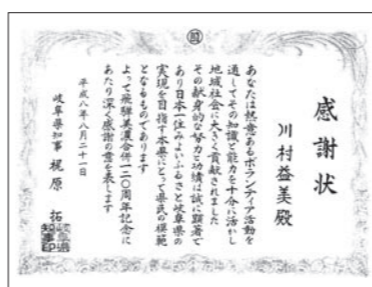 感謝状
川村益美殿
あなたは熱意あるボランティア活動を
通してその知識と能力を十分に活かし
地域社会に大きく貢献されました
その献身的な努力と功績は誠に顕著で
あり日本一住みよいふるさと岐阜県の
実現を目指す本県にとって県民の模範
となるものであります
よって飛騨美濃合併一二〇周年記念に
あたり深く感謝の意を表します
平成八年八月二十一日
岐阜県知事 梶原 拓